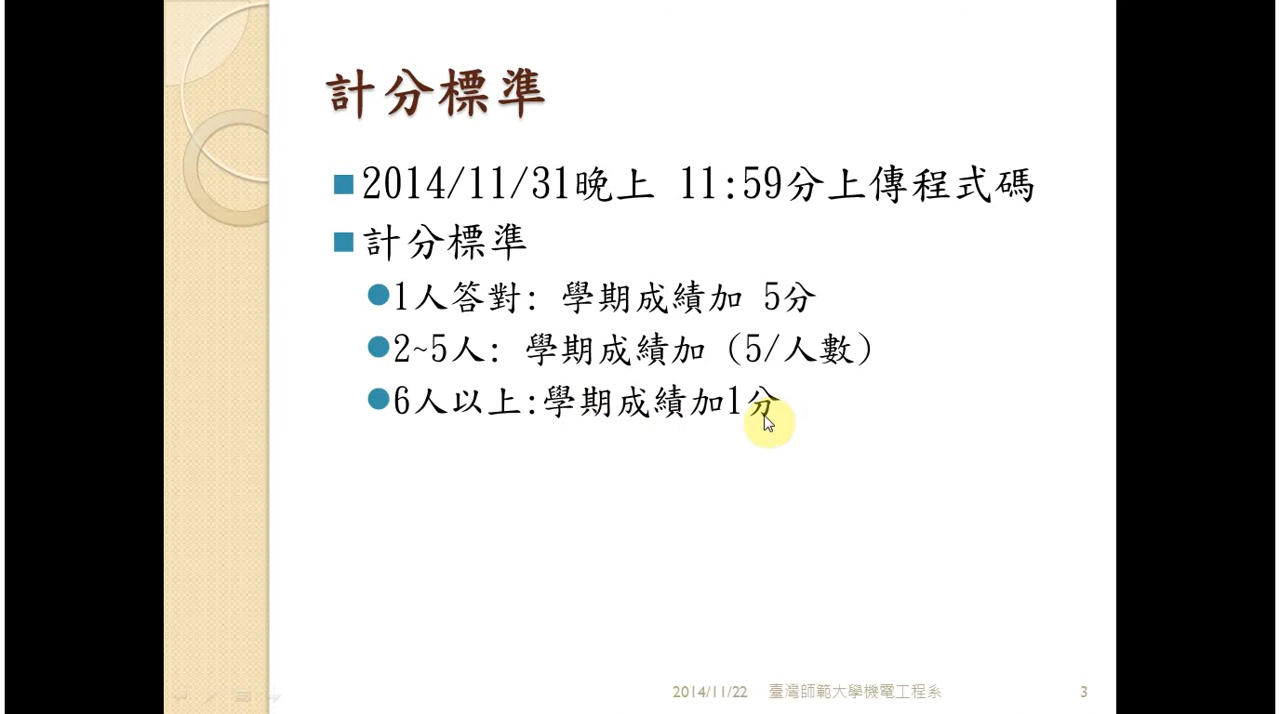 計分標準
2014/11/31晚上 11:59分上傳程式碼
計分標準
1人答對: 學期成績加 5分
2~5人: 學期成績加 (5/人數)
6人以上:學期成績加1分
2014/11/22 臺灣師範大學機電工程系 3